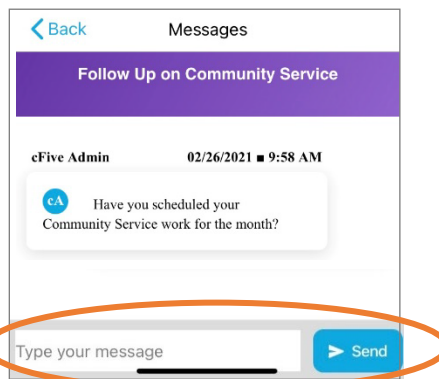 Back Messages
Follow Up on Community Service
cFive Admin 02/26/2021 ■ 9:58 AM
cA Have you scheduled your
Community Service work for the month?
Type your message Send